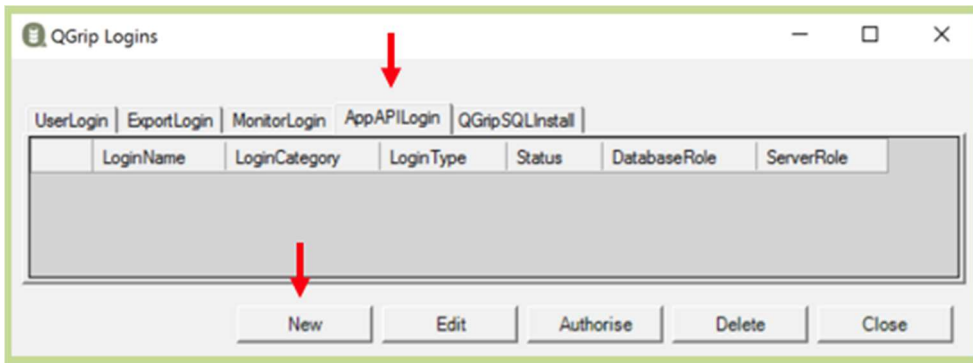 QGrip Logins
UserLogin ExportLogin MonitorLogin AppAPILogin QGripSQLInstall
LoginName LoginCategory LoginType Status DatabaseRole ServerRole
New Edit Authorise Delete Close